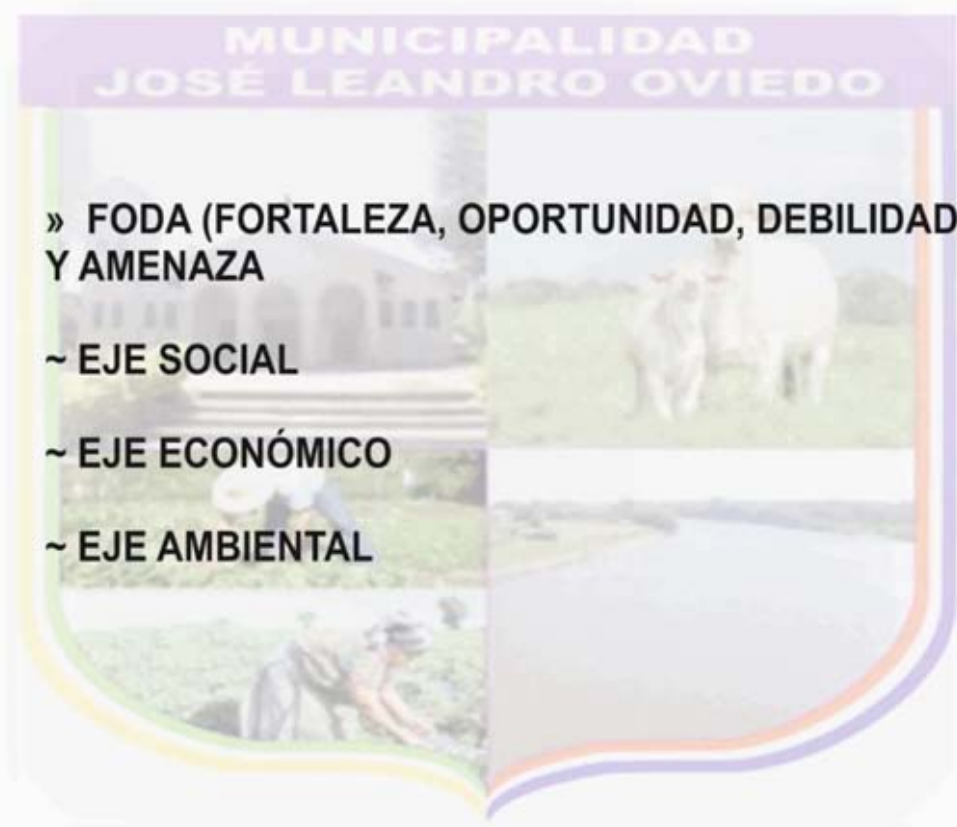 MUNICIPALIDAD
JOSÉ LEANDRO OVIEDO
» FODA (FORTALEZA, OPORTUNIDAD, DEBILIDAD
Y AMENAZA
~ EJE SOCIAL
~ EJE ECONÓMICO
~ EJE AMBIENTAL